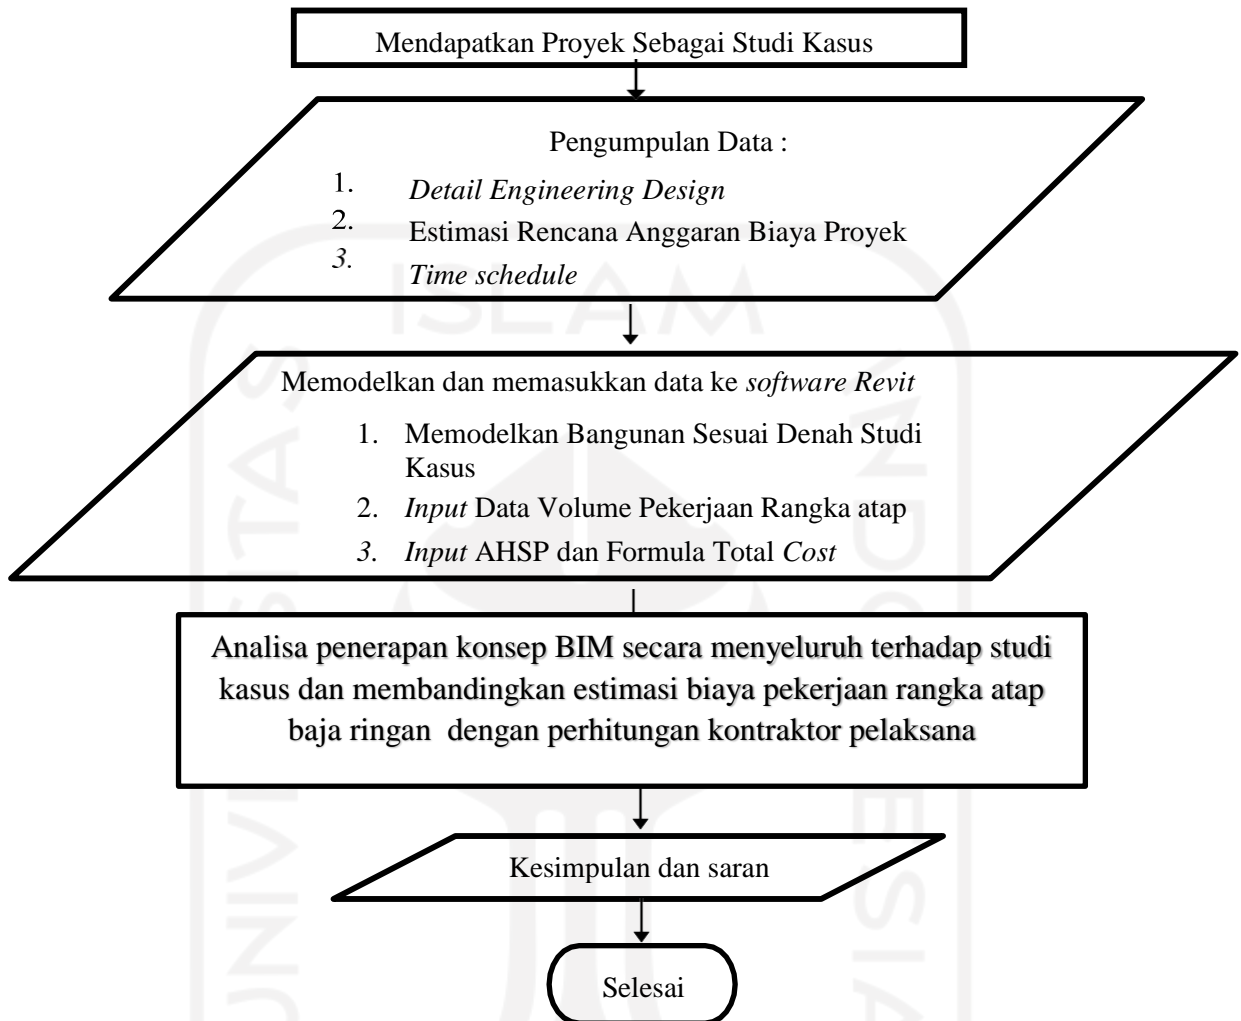 Mendapatkan Proyek Sebagai Studi Kasus
Pengumpulan Data :
1. Detail Engineering Design
2. Estimasi Rencana Anggaran Biaya Proyek
3. Time schedule
Memodelkan dan memasukkan data ke software Revit
1. Memodelkan Bangunan Sesuai Denah Studi
Kasus
2. Input Data Volume Pekerjaan Rangka atap
3. Input AHSP dan Formula Total Cost
Analisa penerapan konsep BIM secara menyeluruh terhadap studi
kasus dan membandingkan estimasi biaya pekerjaan rangka atap
baja ringan dengan perhitungan kontraktor pelaksana
Kesimpulan dan saran
Selesai
ISLAM